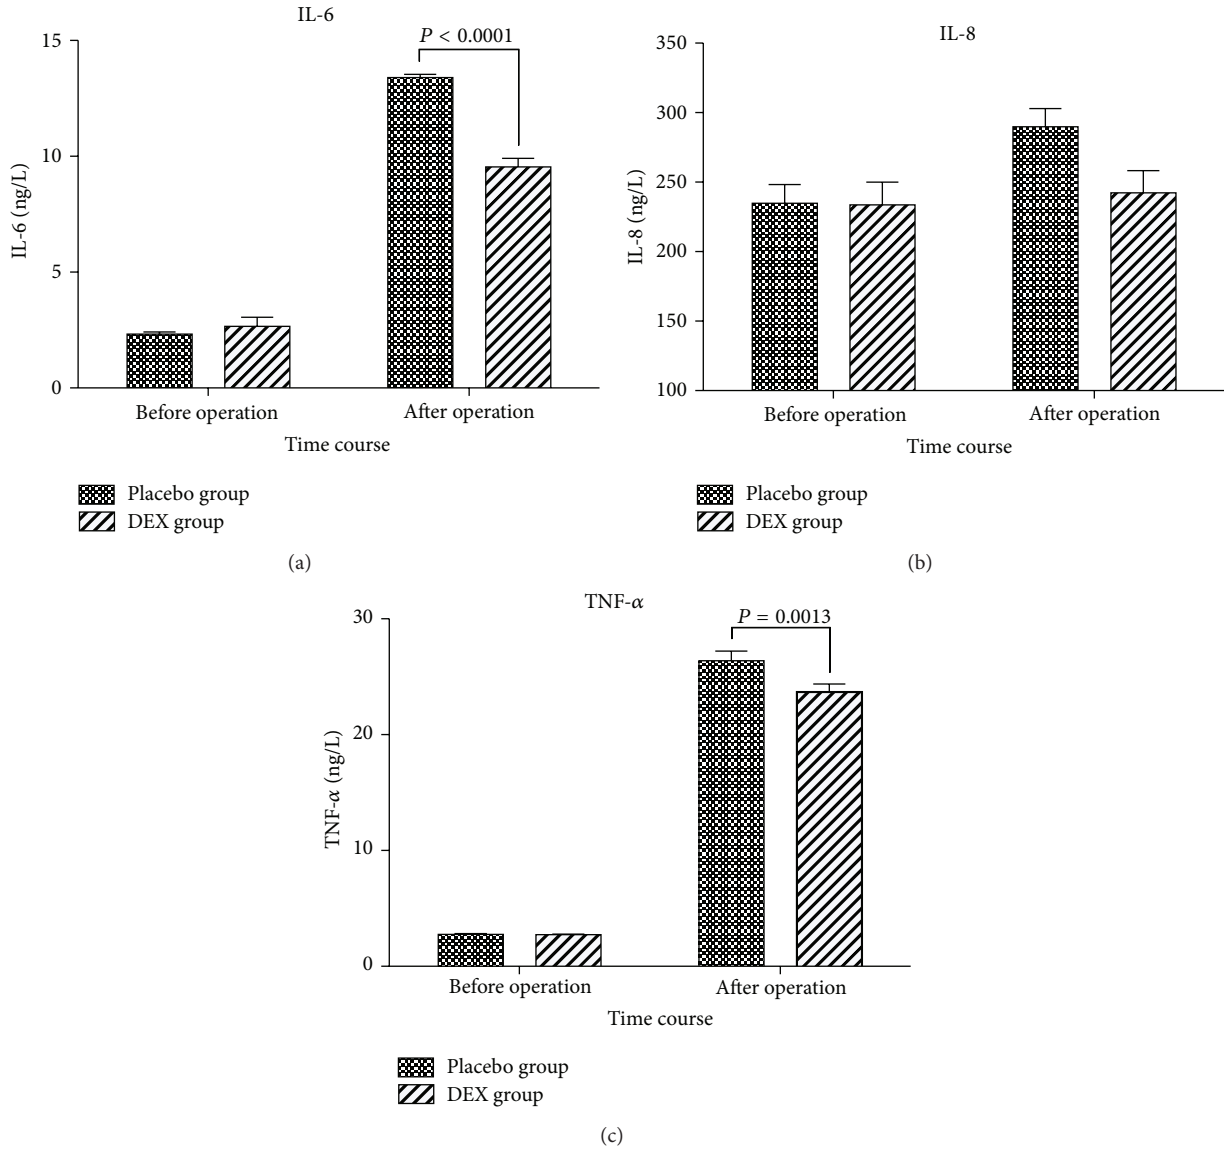 IL-6
15
10
5
0
IL-6 (ng/L)
P < 0.0001
Before operation
After operation
Time course
Placebo group
DEX group
(a)
IL-8
350
300
250
200
150
100
IL-8 (ng/L)
Before operation
After operation
Time course
Placebo group
DEX group
(b)
TNF-α
30
20
10
0
TNF-α (ng/L)
P = 0.0013
Before operation
After operation
Time course
Placebo group
DEX group
(c)